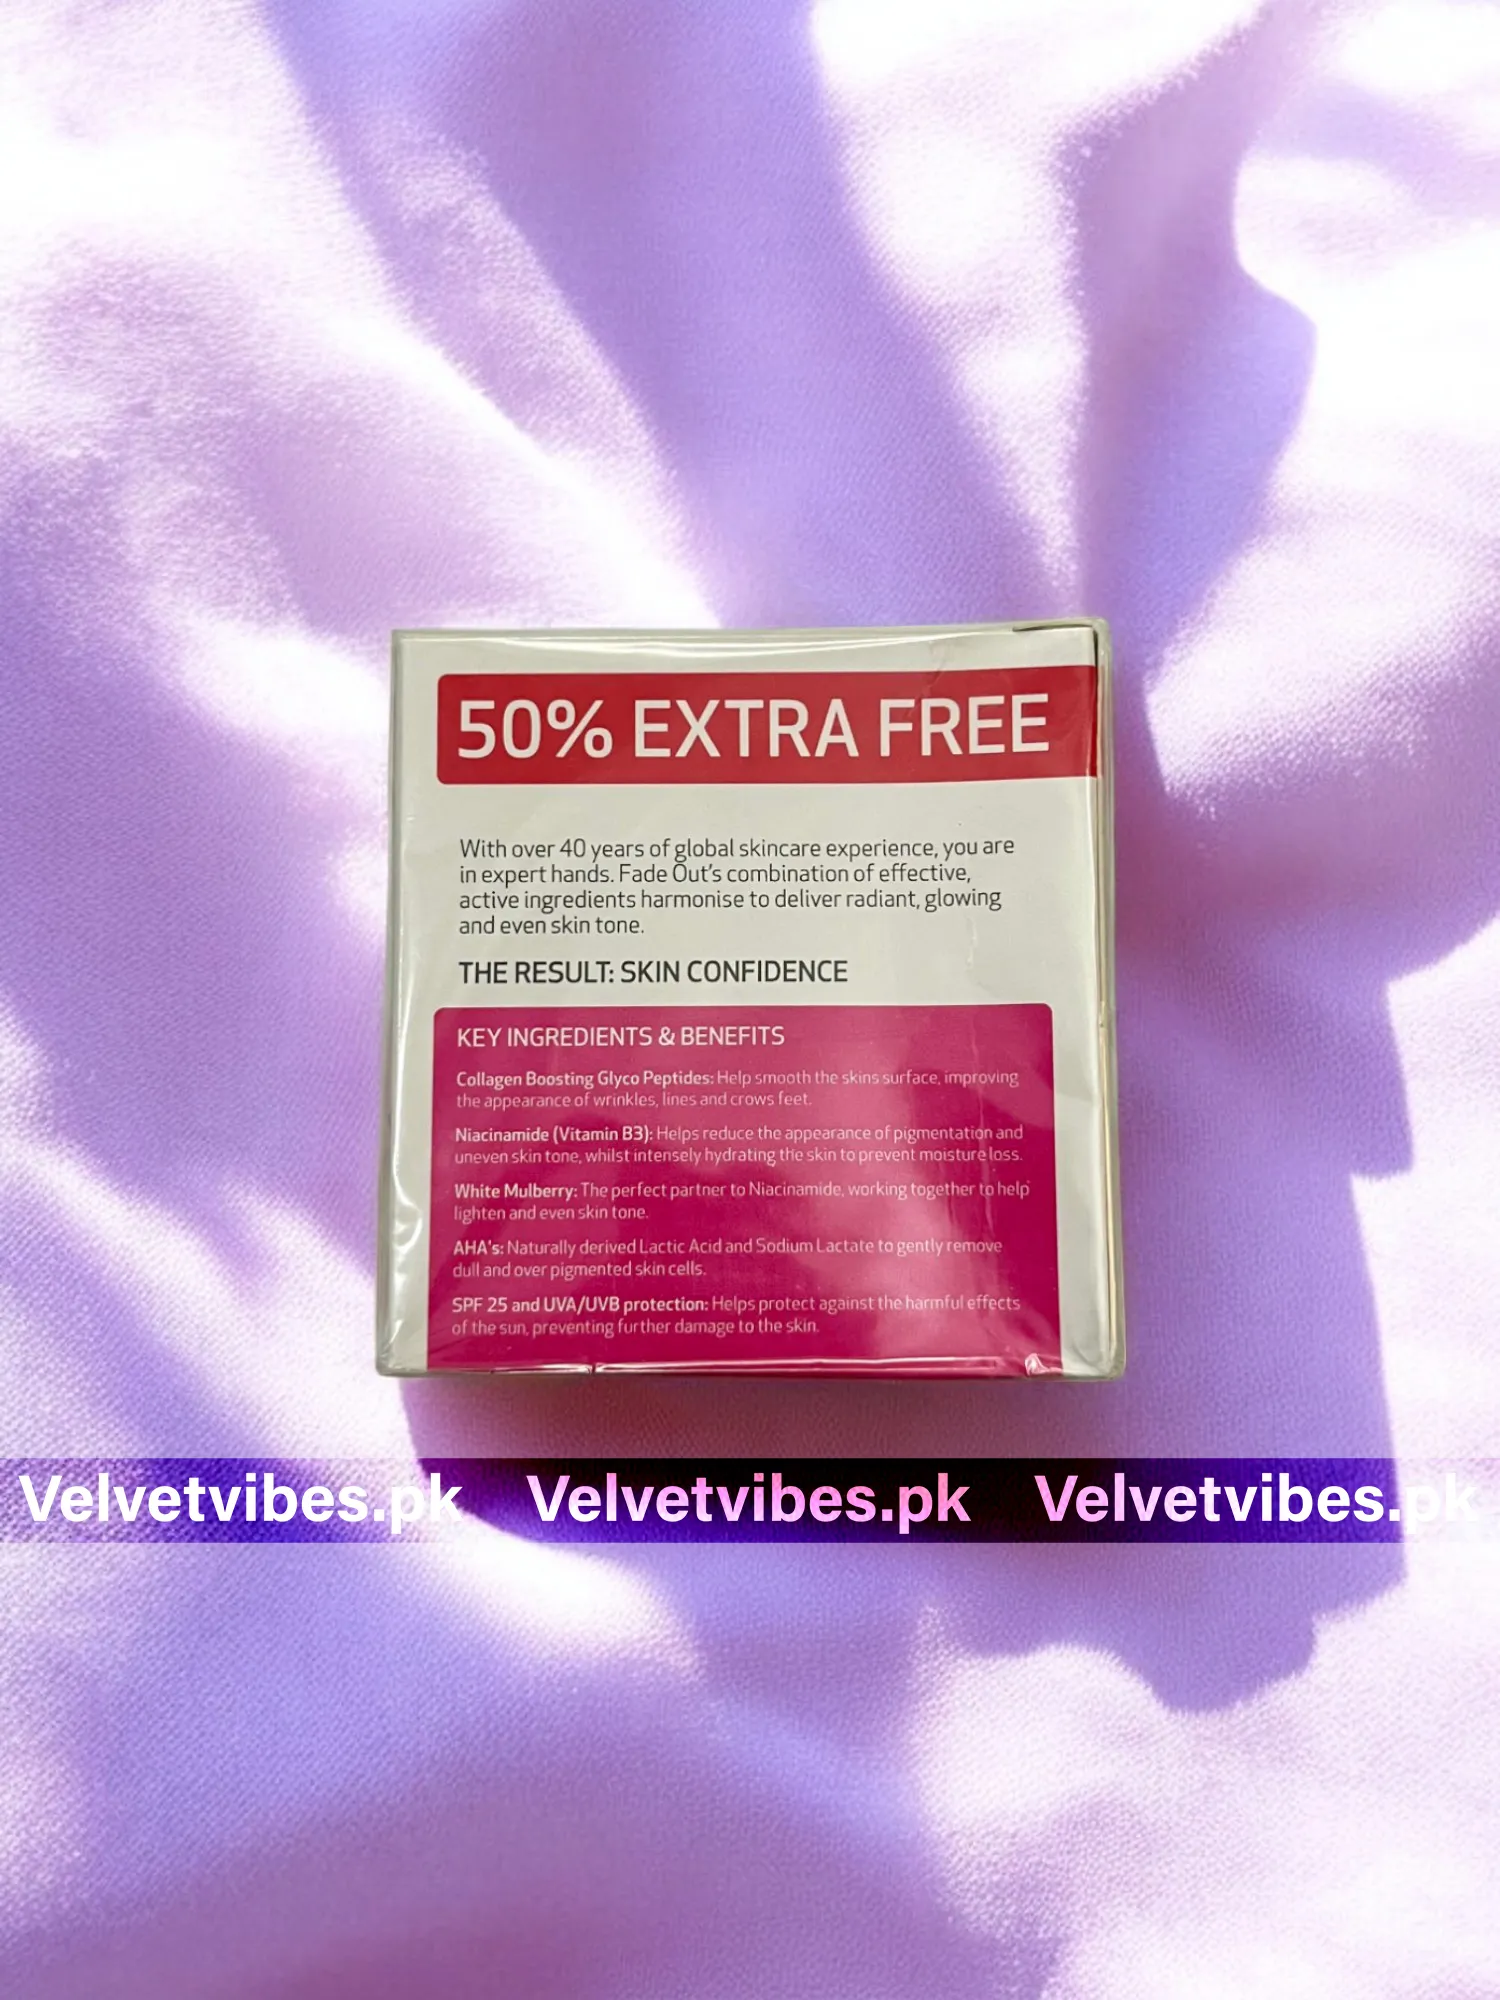 50% EXTRA FREE
With over 40 years of global skincare experience, you are
in expert hands. Fade Out's combination of effective,
active ingredients harmonise to deliver radiant, glowing
and even skin tone.
THE RESULT: SKIN CONFIDENCE
KEY INGREDIENTS & BENEFITS
Collagen Boosting Glyco Peptides: Help smooth the skins surface, improving
the appearance of wrinkles, lines and crows feet.
Niacinamide (Vitamin B3): Helps reduce the appearance of pigmentation and
uneven skin tone, whilst intensely hydrating the skin to prevent moisture loss.
White Mulberry: The perfect partner to Niacinamide, working together to help
lighten and even skin tone.
AHA's: Naturally derived Lactic Acid and Sodium Lactate to gently remove
dull and over pigmented skin cells.
SPF 25 and UVA/UVB protection: Helps protect against the harmful effects
of the sun, preventing further damage to the skin.
Velvetvibes.pk Velvetvibes.pk Velvetvibes.pk